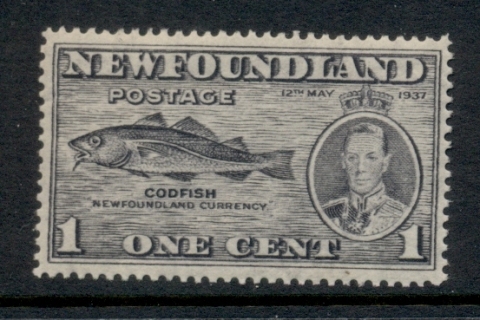 NEWFOUNDLAND
POSTAGE
12TH MAY 1937
CODFISH
"NEWFOUNDLAND CURRENCY"
1 ONE CENT 1